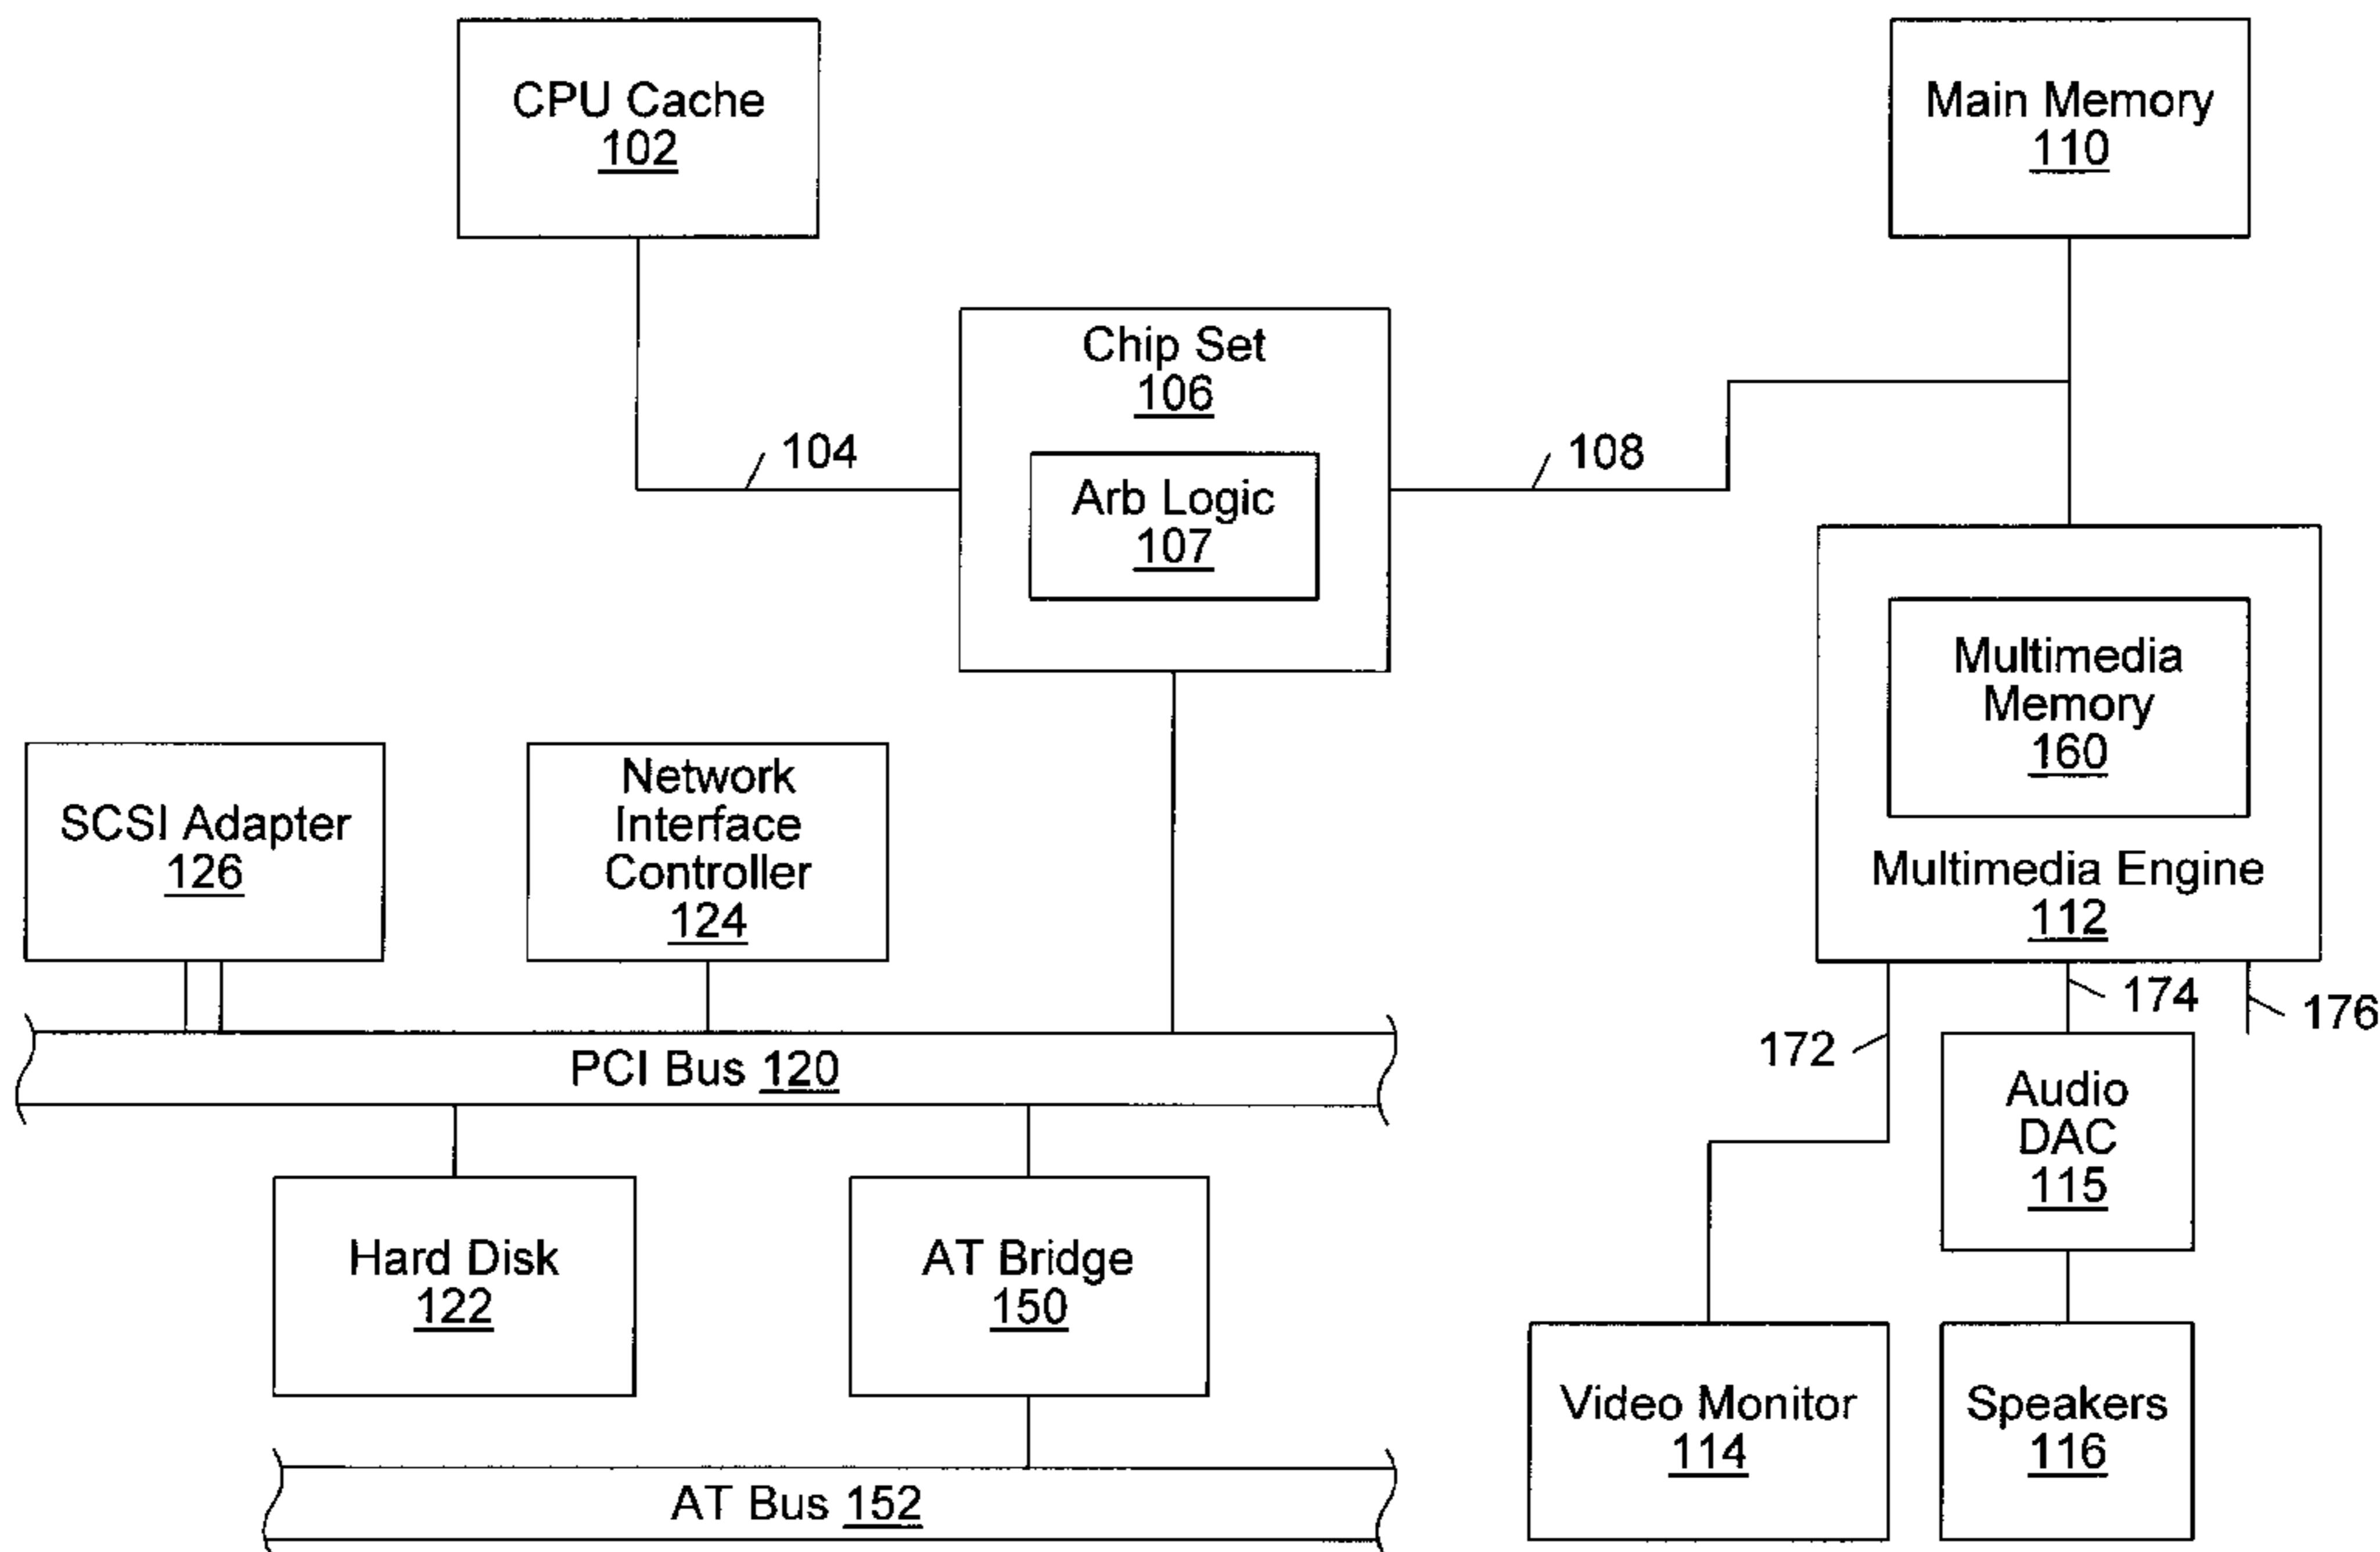 CPU Cache
102
Main Memory
110
Chip Set
106
104
108
Arb Logic
107
Multimedia
Memory
160
Multimedia Engine
112
SCSI Adapter
126
Network
Interface
Controller
124
174
176
172
PCI Bus 120
Audio
DAC
115
Hard Disk
122
AT Bridge
150
Video Monitor
114
Speakers
116
AT Bus 152